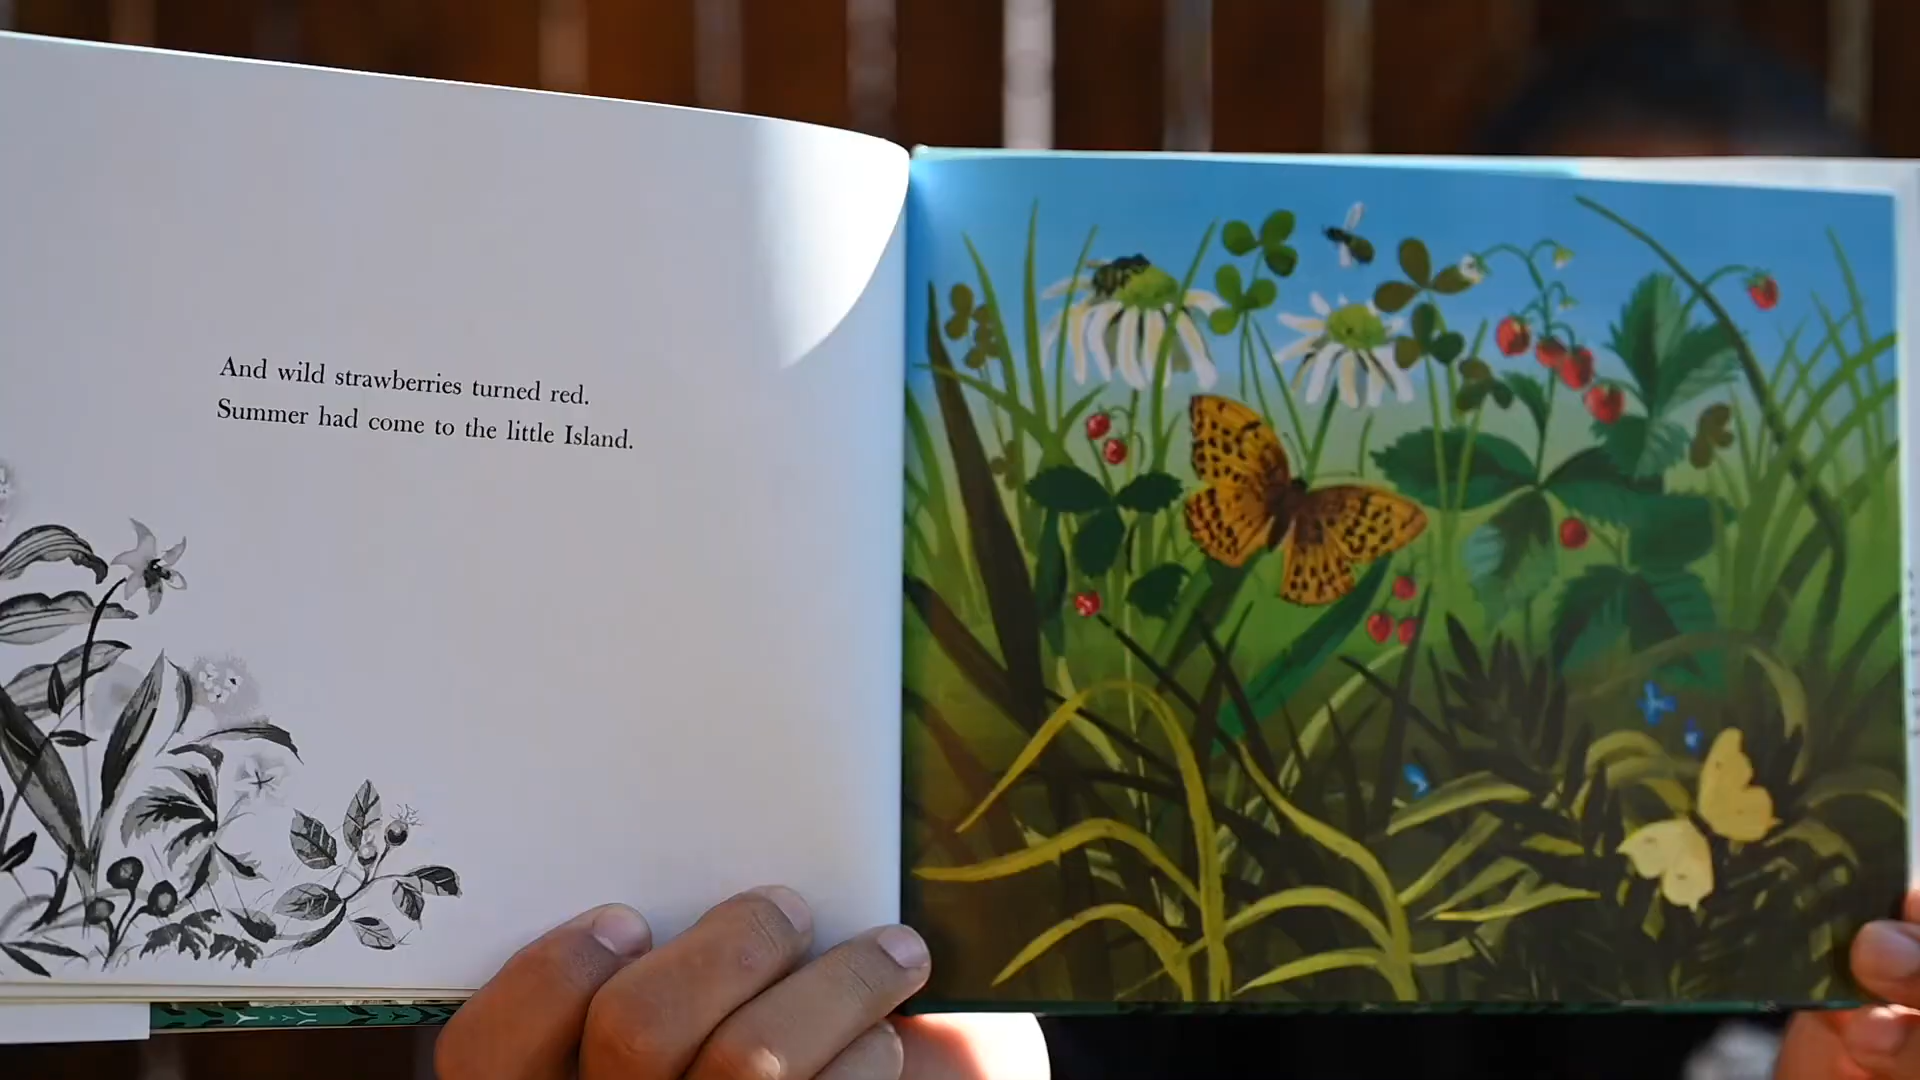 And wild strawberries turned red.
Summer had come to the little Island.